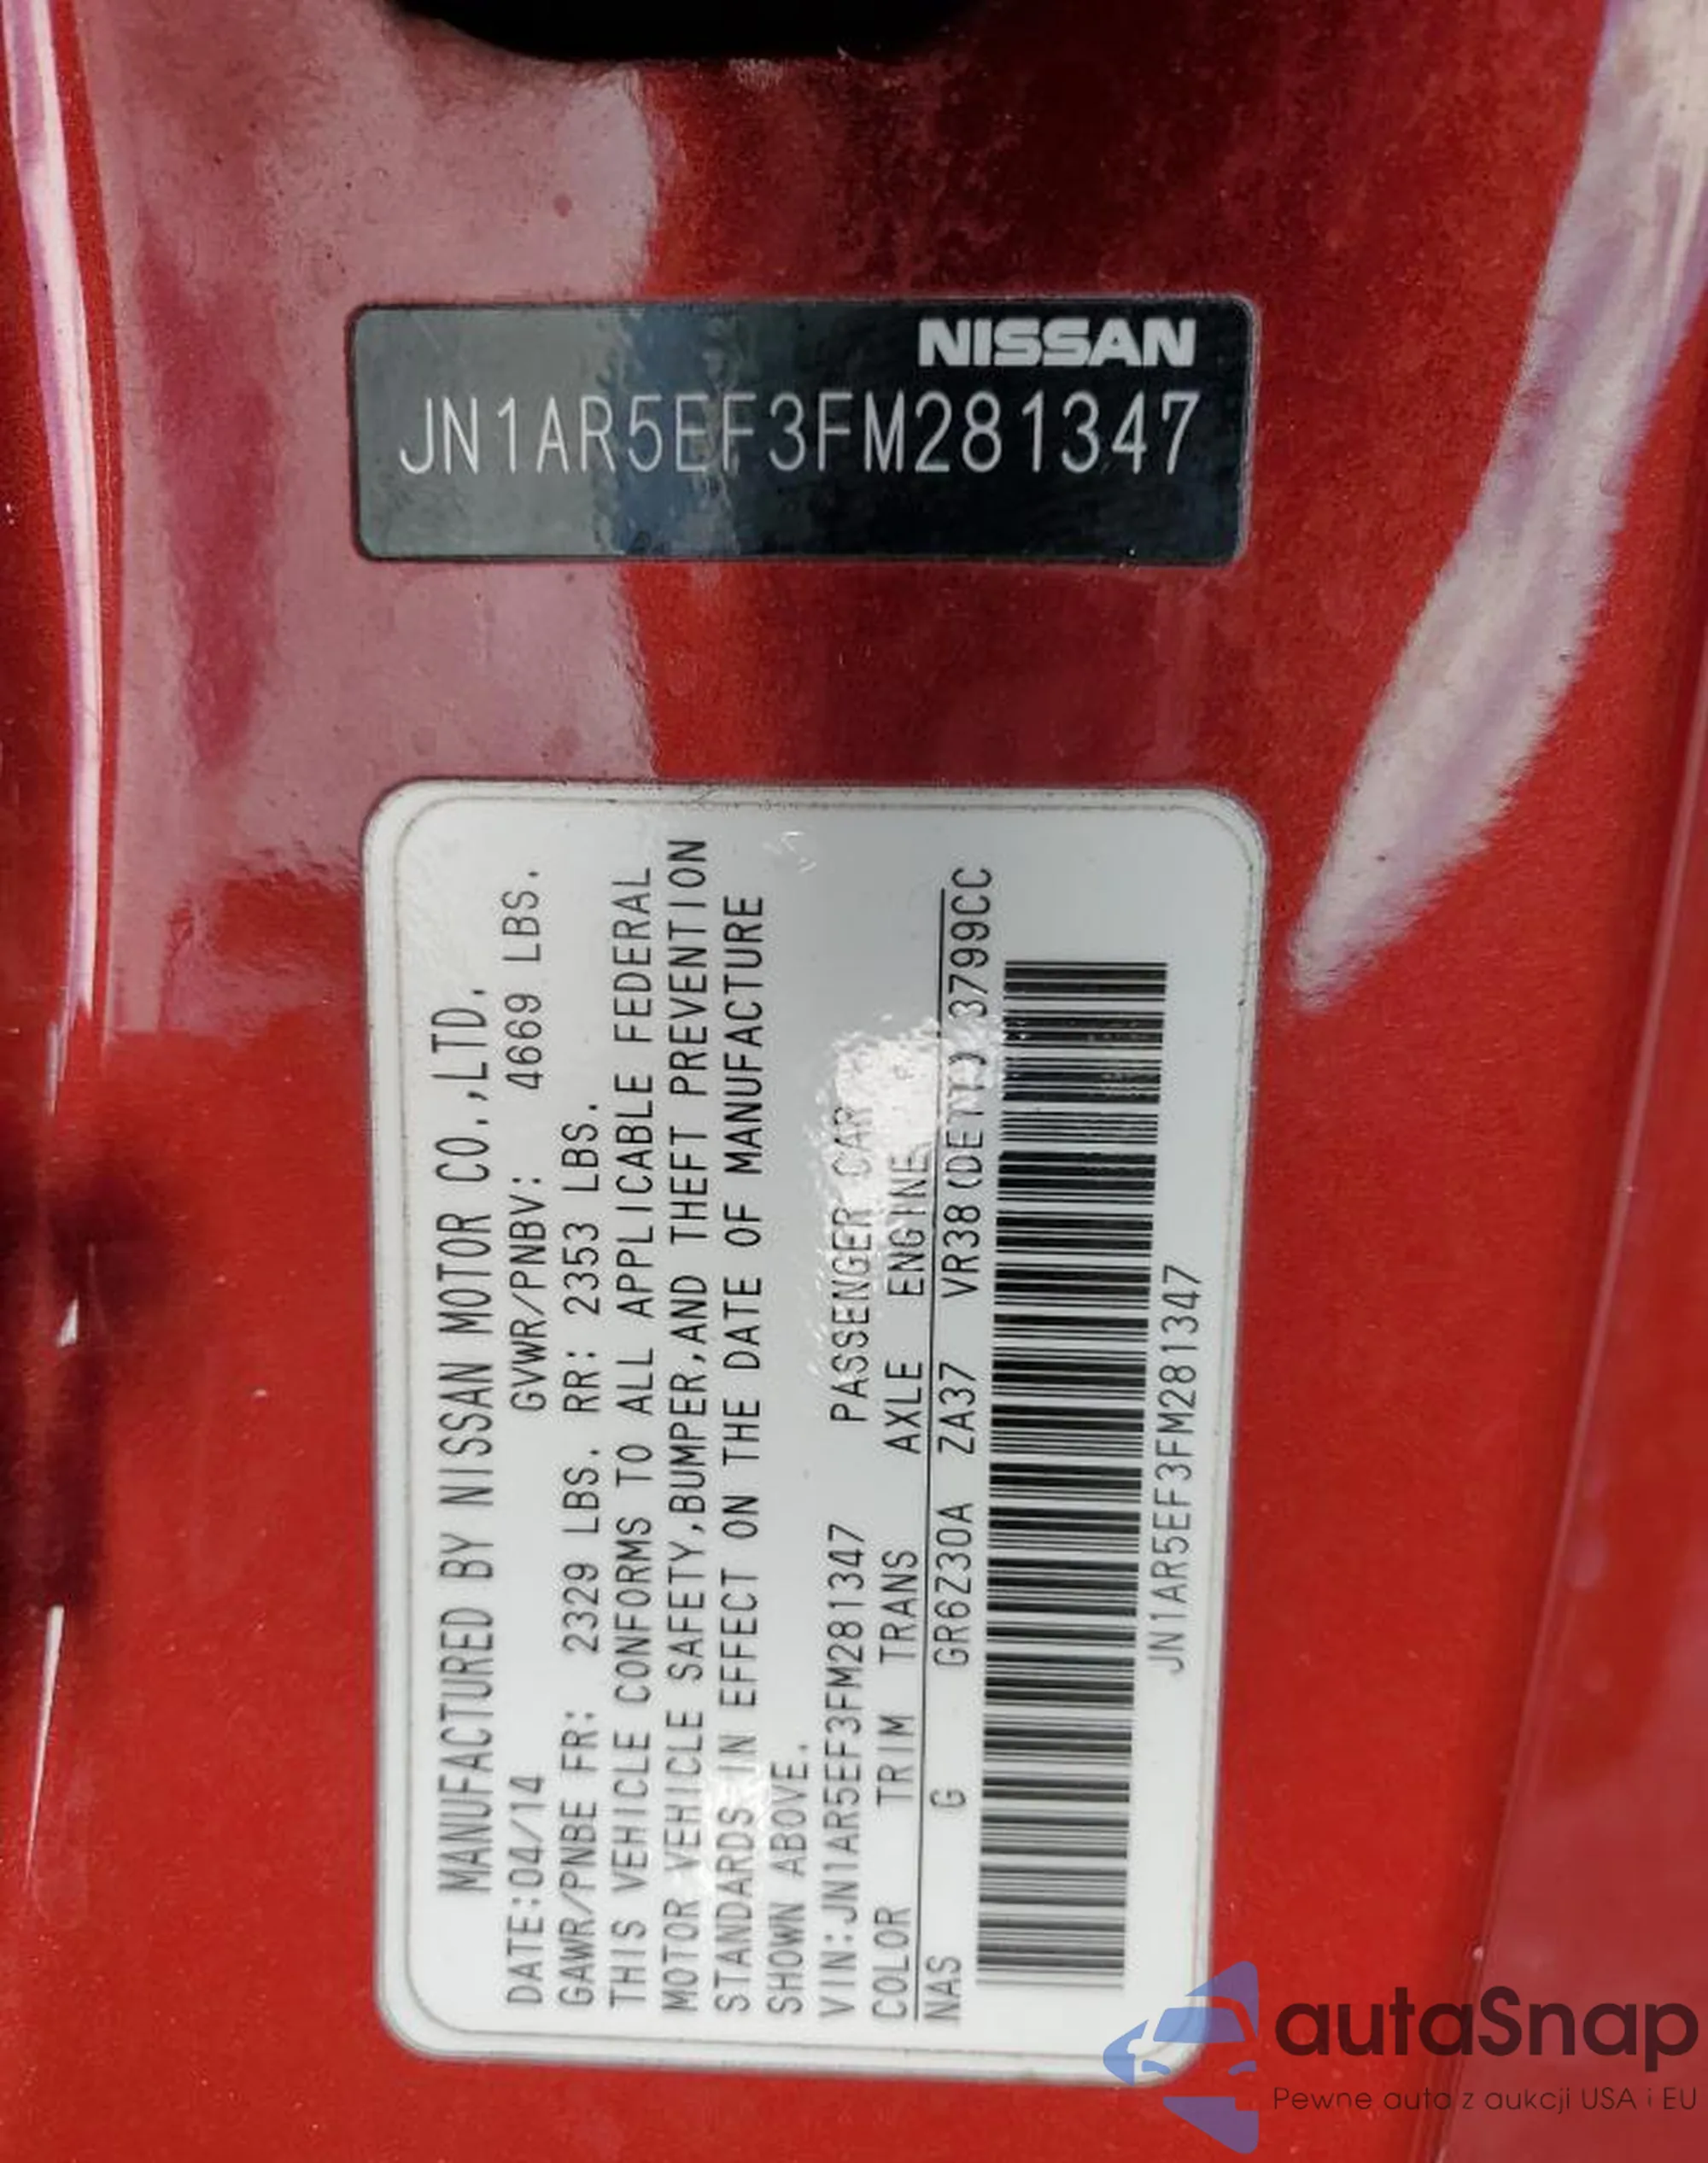 NISSAN
JN1AR5EF3FM281347
MANUFACTURED BY NISSAN MOTOR CO.,LTD.
DATE:04/14 GVWR/PNBV: 4669 LBS.
GAWR/PNBE FR: 2329 LBS. RR: 2353 LBS.
THIS VEHICLE CONFORMS TO ALL APPLICABLE FEDERAL
MOTOR VEHICLE SAFETY,BUMPER,AND THEFT PREVENTION
STANDARDS IN EFFECT ON THE DATE OF MANUFACTURE
SHOWN ABOVE.
VIN:JN1AR5EF3FM281347 PASSENGER CAR
COLOR TRIM TRANS AXLE ENGINE
NAS G GR6Z30A ZA37 VR38(DETT) 3799CC
JN1AR5EF3FM281347
autaSnap
Pewne auta z aukcji USA i EU